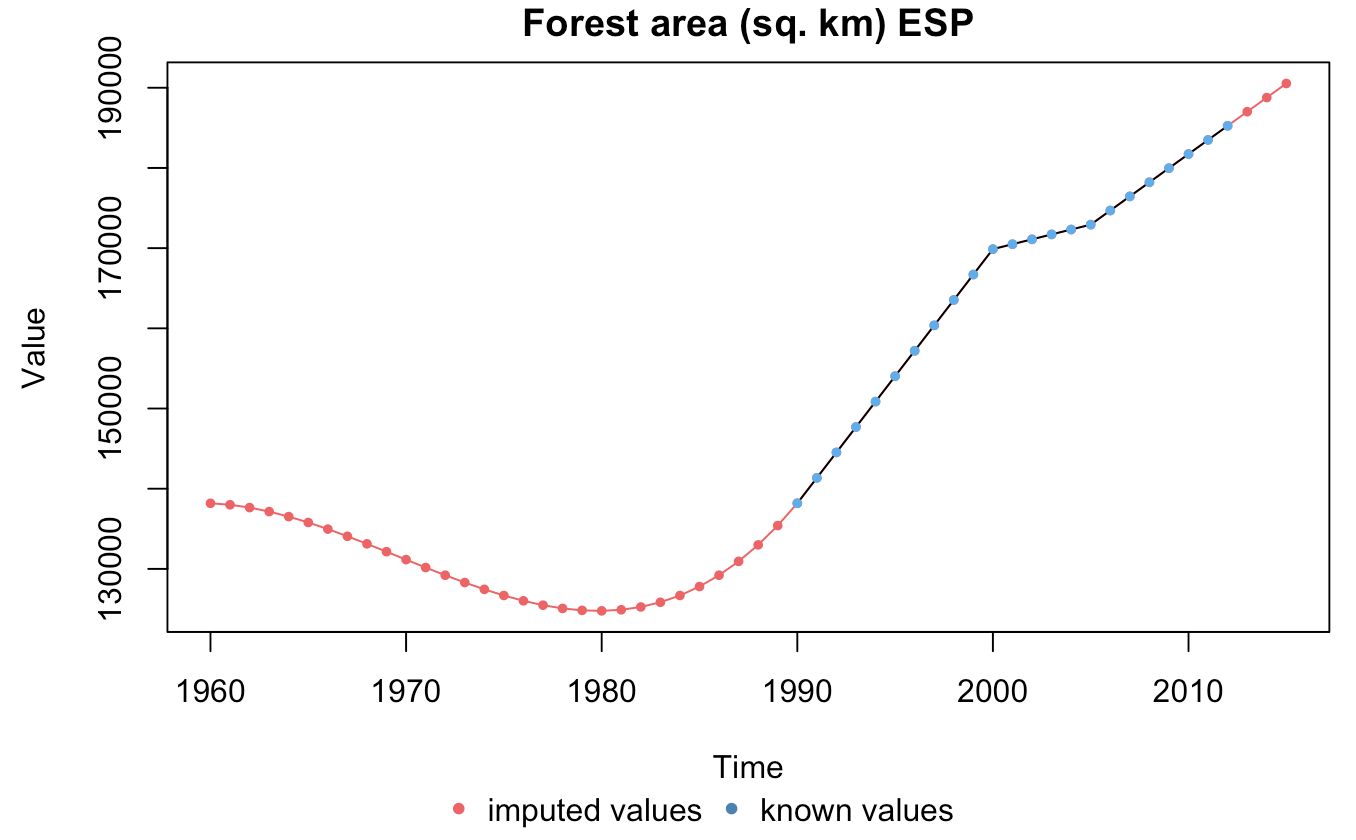 Forest area (sq. km) ESP
Value
190000
170000
150000
130000
1960 1970 1980 1990 2000 2010
Time
imputed values known values